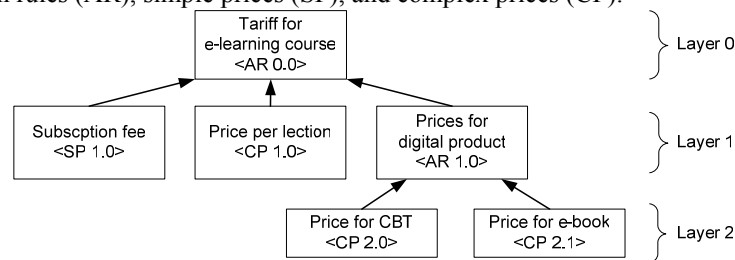 rules (AR), simple prices (SP), and complex prices (CP).
Tariff for
e-learning course
<AR 0.0>
Layer 0
Subscption fee
<SP 1.0>
Price per lection
<CP 1.0>
Prices for
digital product
<AR 1.0>
Layer 1
Price for CBT
<CP 2.0>
Price for e-book
<CP 2.1>
Layer 2